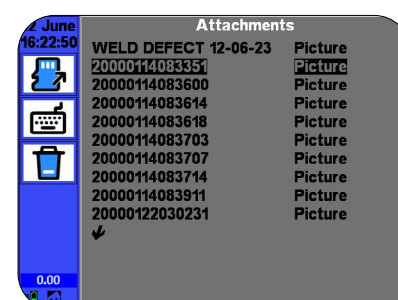 Attachments
June
16:22:50
WELD DEFECT 12-06-23 Picture
20000114083351 Picture
20000114083600 Picture
20000114083614 Picture
20000114083618 Picture
20000114083703 Picture
20000114083707 Picture
20000114083714 Picture
20000114083911 Picture
20000122030231 Picture
0.00